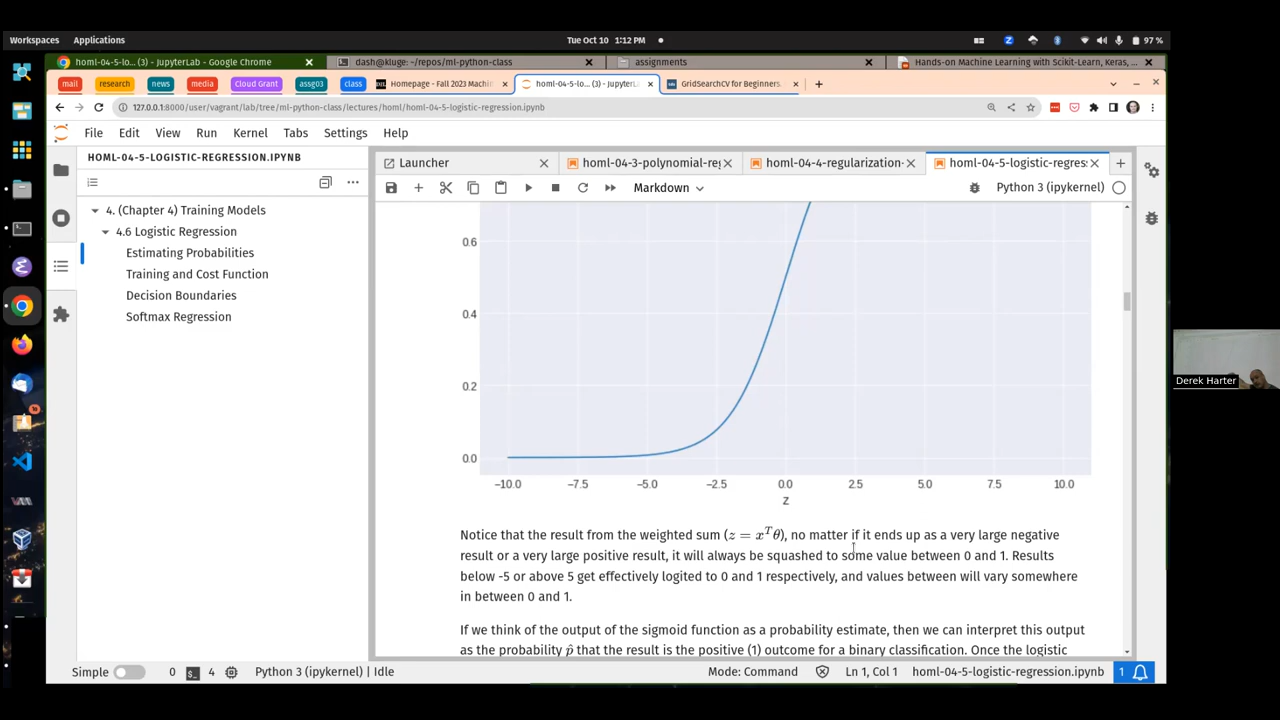 Workspaces Applications Tue Oct 10 1:12 PM 97 %
homl-04-5-lo... (3) - JupyterLab - Google Chrome dash@kluge: ~/repos/ml-python-class assignments Hands-on Machine Learning with Scikit-Learn, Keras, ...
mail research news media Cloud Grant assg03 class Homepage - Fall 2023 Machin homl-04-5-lo... (3) - JupyterL GridSearchCV for Beginners.
127.0.0.1:8000/user/vagrant/lab/tree/ml-python-class/lectures/homl/homl-04-5-logistic-regression.ipynb
File Edit View Run Kernel Tabs Settings Help
HOML-04-5-LOGISTIC-REGRESSION.IPYNB
Launcher homl-04-3-polynomial-reg homl-04-4-regularization- homl-04-5-logistic-regres
Markdown Python 3 (ipykernel)
4. (Chapter 4) Training Models
4.6 Logistic Regression
Estimating Probabilities
Training and Cost Function
Decision Boundaries
Softmax Regression
0.6
0.4
0.2
0.0
−10.0 −7.5 −5.0 −2.5 0.0 2.5 5.0 7.5 10.0
z
Notice that the result from the weighted sum (z = x^T θ), no matter if it ends up as a very large negative
result or a very large positive result, it will always be squashed to some value between 0 and 1. Results
below -5 or above 5 get effectively logited to 0 and 1 respectively, and values between will vary somewhere
in between 0 and 1.
If we think of the output of the sigmoid function as a probability estimate, then we can interpret this output
as the probability p̂ that the result is the positive (1) outcome for a binary classification. Once the logistic
Simple 0 4 Python 3 (ipykernel) | Idle Mode: Command Ln 1, Col 1 homl-04-5-logistic-regression.ipynb 1
Derek Harter